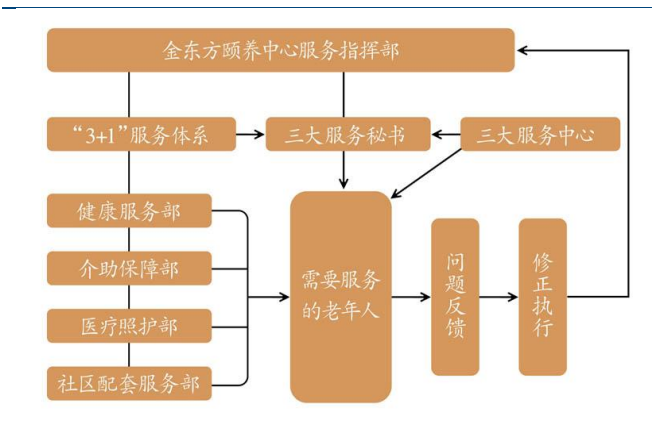 金东方颐养中心服务指挥部
“3+1”服务体系
三大服务秘书
三大服务中心
健康服务部
介助保障部
医疗照护部
社区配套服务部
需要服务
的老年人
问题反馈
修正执行